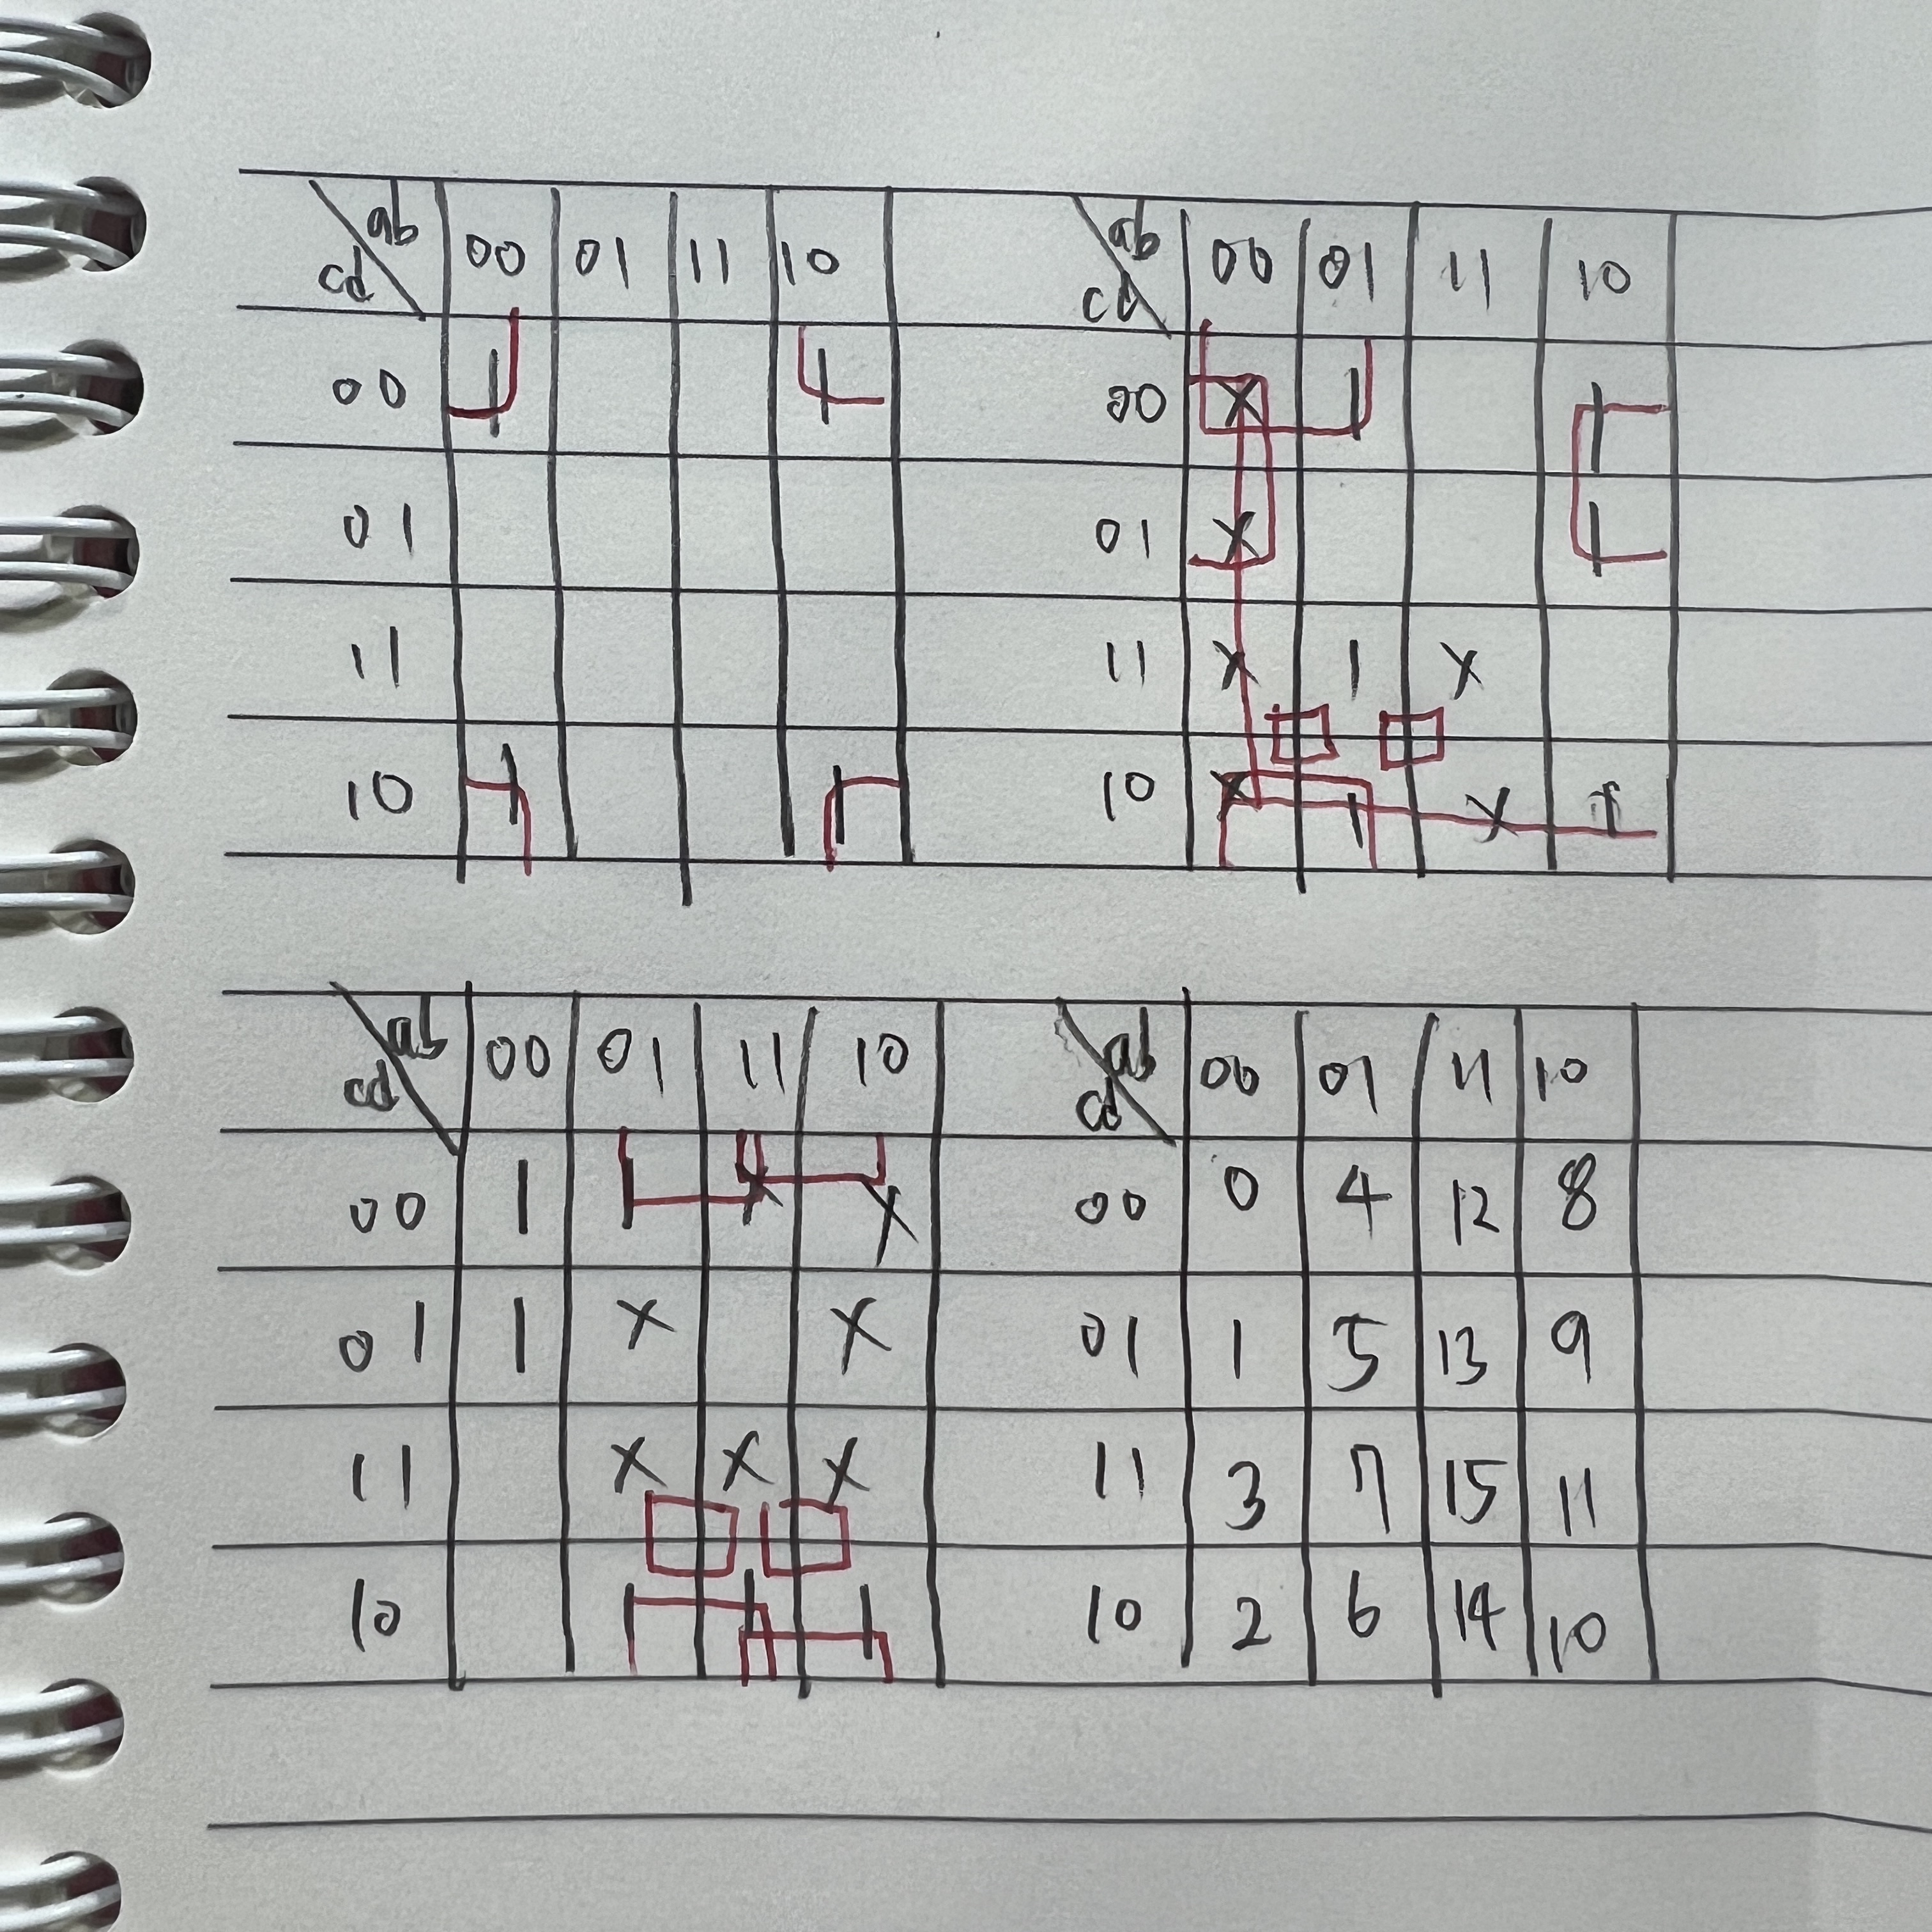 ab 00 01 11 10
cd
00 1 1
01
11
10 1 1
ab 00 01 11 10
cd
00 X 1 1
01 X 1
11 X 1 X
10 X 1 X 1
ab 00 01 11 10
cd
00 1 1 X X
01 1 X X
11 X X X
10 1 1 1
ab 00 01 11 10
cd
00 0 4 12 8
01 1 5 13 9
11 3 7 15 11
10 2 6 14 10